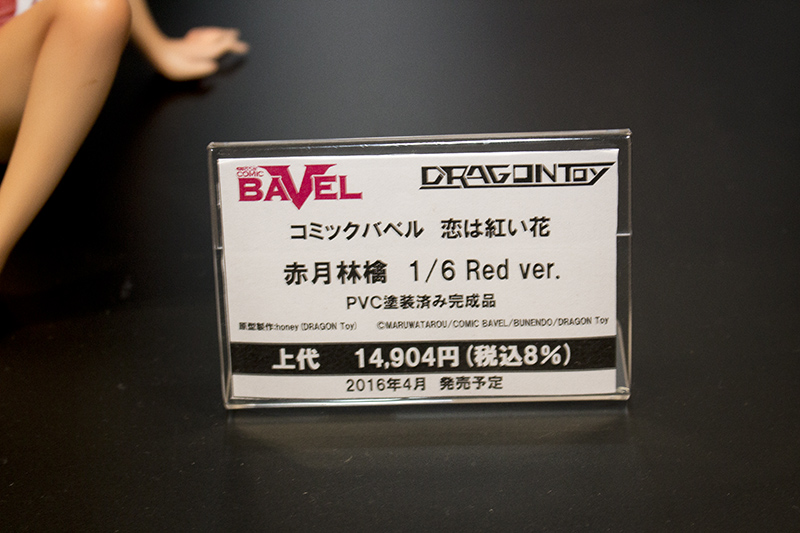 COMIC
BAVEL
DRAGONToy
コミックバベル 恋は紅い花
赤月林檎 1/6 Red ver.
PVC塗装済み完成品
原型製作:honey (DRAGON Toy) ©MARUWATAROU/COMIC BAVEL/BUNENDO/DRAGON Toy
上代 14,904円(税込8%)
2016年4月 発売予定